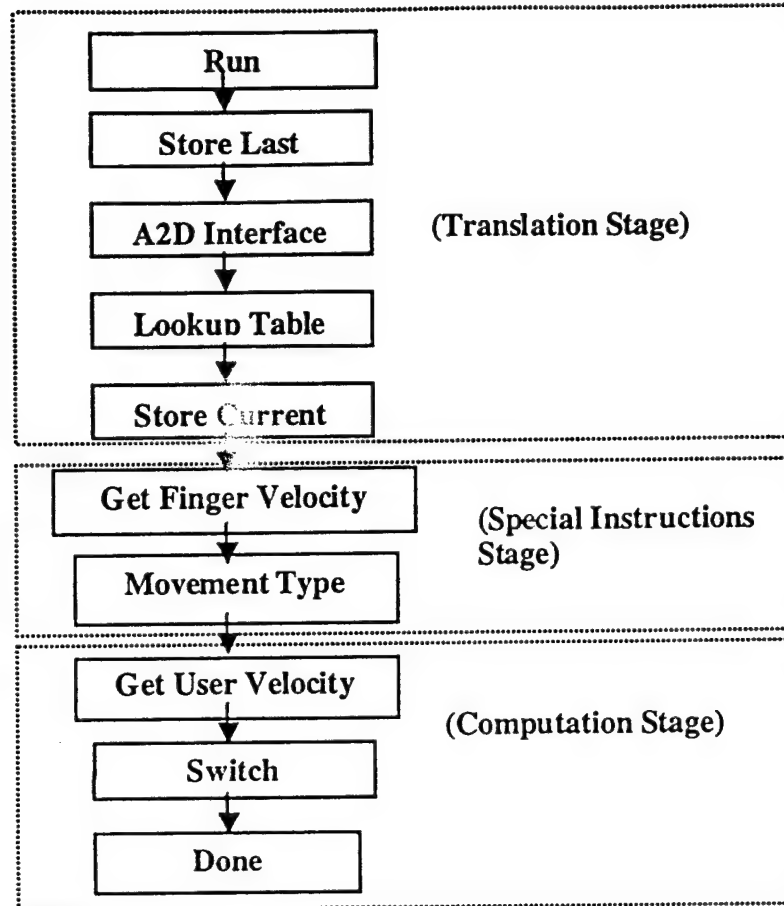 Run
Store Last
A2D Interface
(Translation Stage)
Lookup Table
Store Current
Get Finger Velocity
(Special Instructions
Stage)
Movement Type
Get User Velocity
(Computation Stage)
Switch
Done